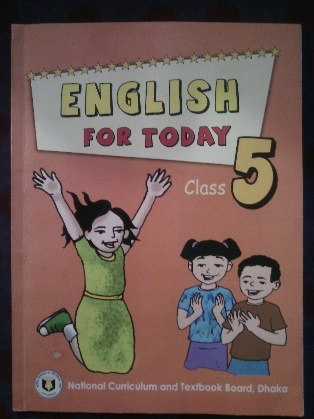 ENGLISH
FOR TODAY
Class 5
National Curriculum and Textbook Board, Dhaka